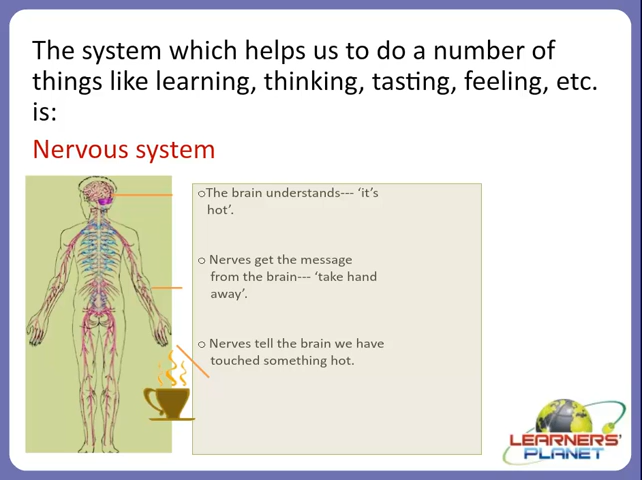 The system which helps us to do a number of
things like learning, thinking, tasting, feeling, etc.
is:
Nervous system
oThe brain understands--- ‘it’s
hot’.
o Nerves get the message
from the brain--- ‘take hand
away’.
o Nerves tell the brain we have
touched something hot.
LEARNERS’
PLANET